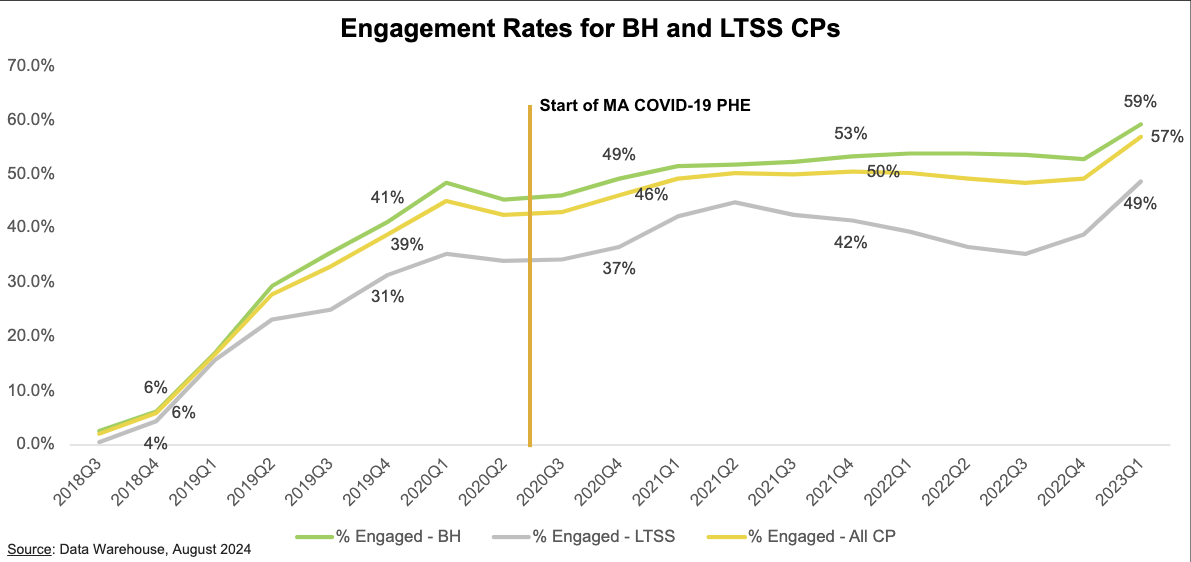 Engagement Rates for BH and LTSS CPs
70.0%
60.0%
50.0%
40.0%
30.0%
20.0%
10.0%
0.0%
Start of MA COVID-19 PHE
6%
41%
49%
53%
59%
6%
39%
46%
50%
57%
4%
31%
37%
42%
49%
2018Q3
2018Q4
2019Q1
2019Q2
2019Q3
2019Q4
2020Q1
2020Q2
2020Q3
2020Q4
2021Q1
2021Q2
2021Q3
2021Q4
2022Q1
2022Q2
2022Q3
2022Q4
2023Q1
% Engaged - BH
% Engaged - LTSS
% Engaged - All CP
Source: Data Warehouse, August 2024